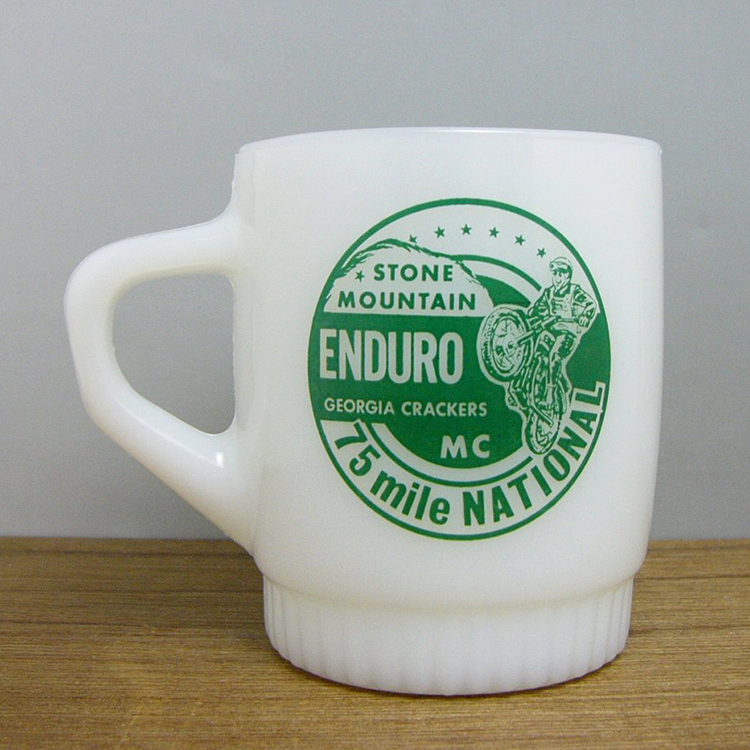 STONE
MOUNTAIN
ENDURO
GEORGIA CRACKERS
MC
75 mile NATIONAL